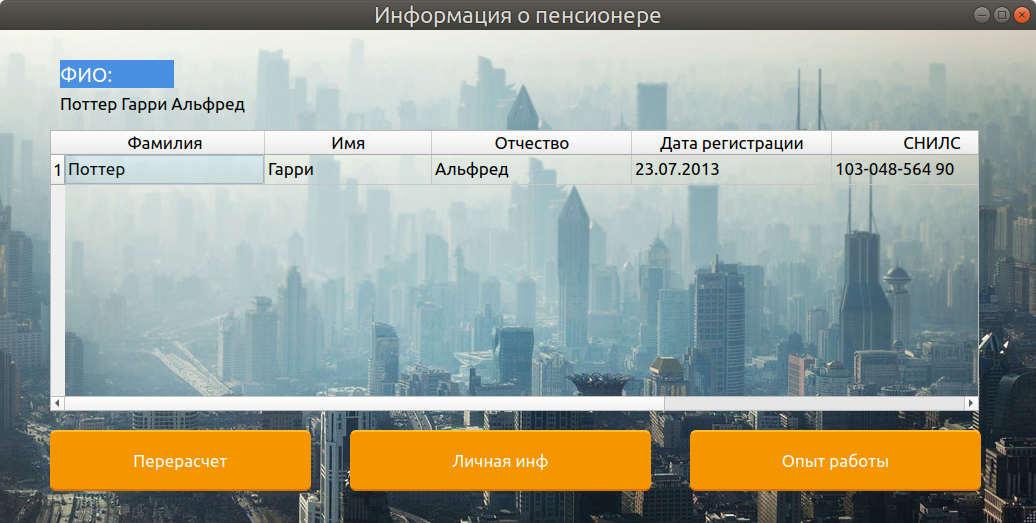 Информация о пенсионере
ФИО:
Поттер Гарри Альфред
Фамилия Имя Отчество Дата регистрации СНИЛС
1 Поттер Гарри Альфред 23.07.2013 103-048-564 90
Перерасчет Личная инф Опыт работы